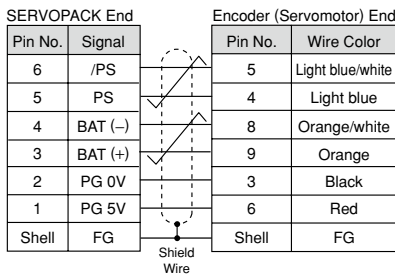 SERVOPACK End Encoder (Servomotor) End
Pin No. Signal Pin No. Wire Color
6 /PS 5 Light blue/white
5 PS 4 Light blue
4 BAT (−) 8 Orange/white
3 BAT (+) 9 Orange
2 PG 0V 3 Black
1 PG 5V 6 Red
Shell FG Shell FG
Shield
Wire